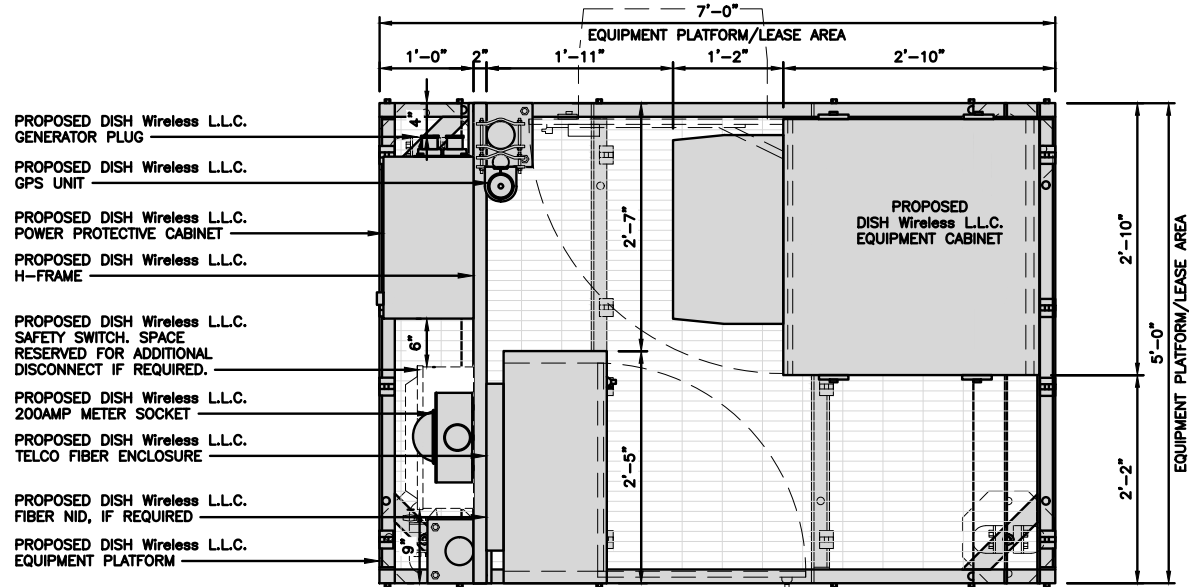 7'-0"
EQUIPMENT PLATFORM/LEASE AREA
1'-0"
2"
1'-11"
1'-2"
2'-10"
PROPOSED DISH Wireless L.L.C.
GENERATOR PLUG
PROPOSED DISH Wireless L.L.C.
GPS UNIT
PROPOSED DISH Wireless L.L.C.
POWER PROTECTIVE CABINET
PROPOSED DISH Wireless L.L.C.
H-FRAME
PROPOSED DISH Wireless L.L.C.
SAFETY SWITCH. SPACE
RESERVED FOR ADDITIONAL
DISCONNECT IF REQUIRED.
PROPOSED DISH Wireless L.L.C.
200AMP METER SOCKET
PROPOSED DISH Wireless L.L.C.
TELCO FIBER ENCLOSURE
PROPOSED DISH Wireless L.L.C.
FIBER NID, IF REQUIRED
PROPOSED DISH Wireless L.L.C.
EQUIPMENT PLATFORM
4"
6"
9"
2'-7"
2'-5"
PROPOSED
DISH Wireless L.L.C.
EQUIPMENT CABINET
2'-10"
2'-2"
5'-0"
EQUIPMENT PLATFORM/LEASE AREA